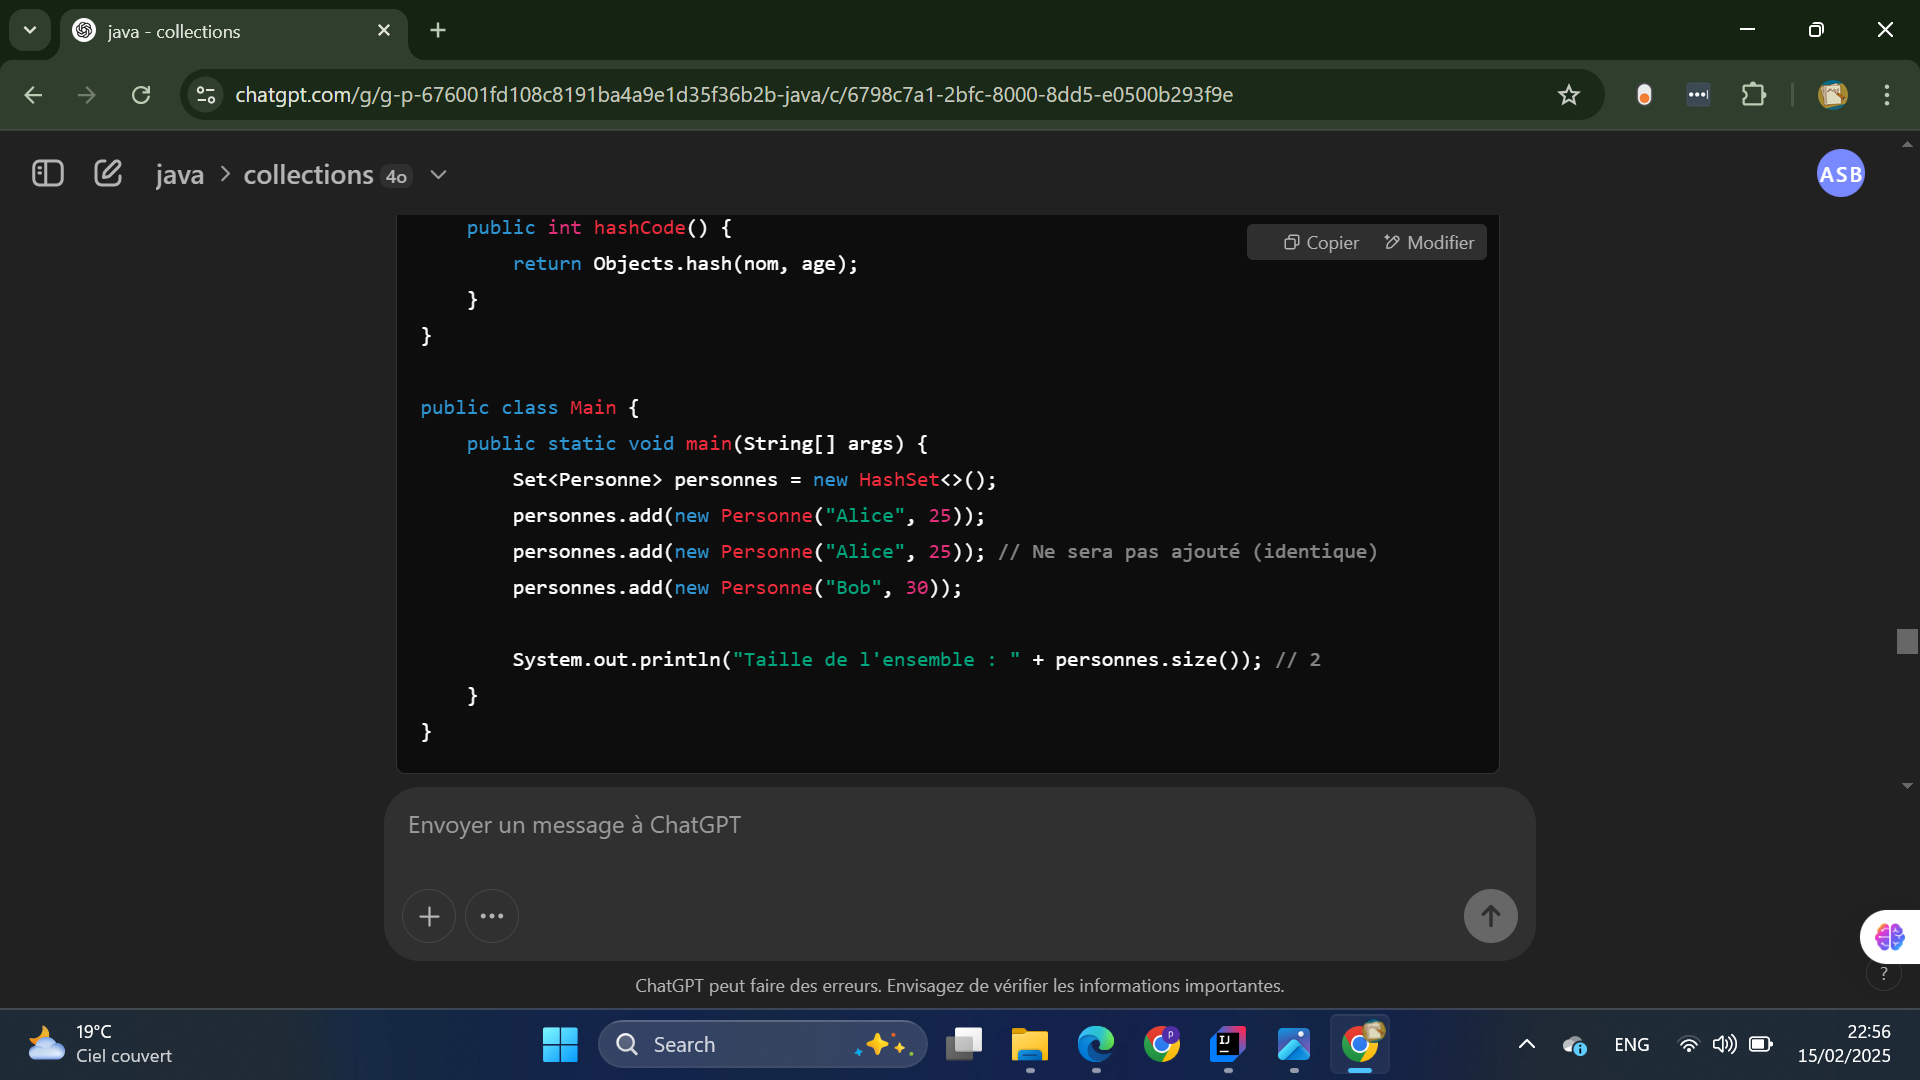 java - collections
chatgpt.com/g/g-p-676001fd108c8191ba4a9e1d35f36b2b-java/c/6798c7a1-2bfc-8000-8dd5-e0500b293f9e
java > collections 4o
ASB
Copier Modifier
public int hashCode() {
return Objects.hash(nom, age);
}
}
public class Main {
public static void main(String[] args) {
Set<Personne> personnes = new HashSet<>();
personnes.add(new Personne("Alice", 25));
personnes.add(new Personne("Alice", 25)); // Ne sera pas ajouté (identique)
personnes.add(new Personne("Bob", 30));
System.out.println("Taille de l'ensemble : " + personnes.size()); // 2
}
}
Envoyer un message à ChatGPT
ChatGPT peut faire des erreurs. Envisagez de vérifier les informations importantes.
?
19°C
Ciel couvert
Search
P
IJ
ENG
22:56
15/02/2025